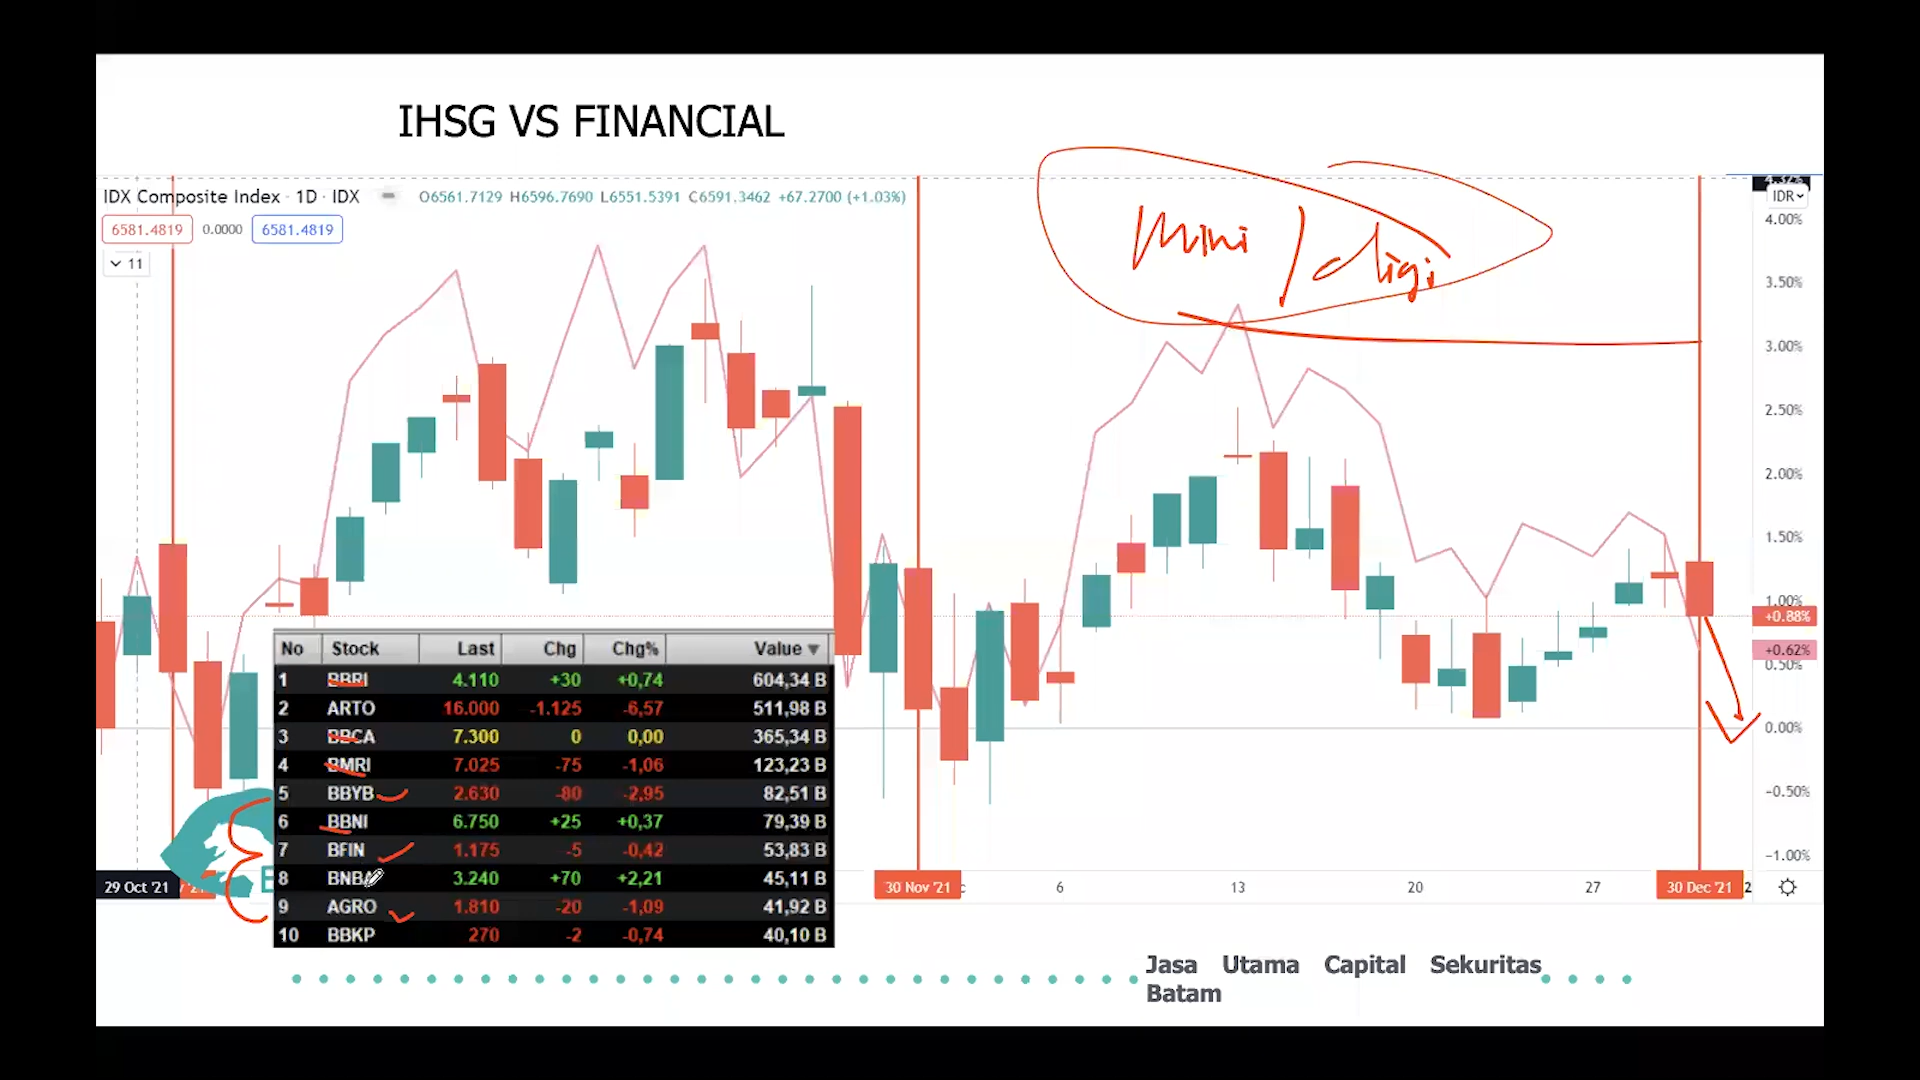 IHSG VS FINANCIAL
IDX Composite Index · 1D · IDX O6561.7129 H6596.7690 L6551.5391 C6591.3462 +67.2700 (+1.03%)
6581.4819 0.0000 6581.4819
11
mini / digi
4.32%
IDR
4.00%
3.50%
3.00%
2.50%
2.00%
1.50%
1.00%
+0.88%
+0.62%
0.50%
0.00%
−0.50%
−1.00%
No Stock Last Chg Chg% Value
1 BBRI 4.110 +30 +0,74 604,34 B
2 ARTO 16.000 -1.125 -6,57 511,98 B
3 BBCA 7.300 0 0,00 365,34 B
4 BMRI 7.025 -75 -1,06 123,23 B
5 BBYB 2.630 -80 -2,95 82,51 B
6 BBNI 6.750 +25 +0,37 79,39 B
7 BFIN 1.175 -5 -0,42 53,83 B
8 BNBA 3.240 +70 +2,21 45,11 B
9 AGRO 1.810 -20 -1,09 41,92 B
10 BBKP 270 -2 -0,74 40,10 B
29 Oct '21 30 Nov '21 6 13 20 27 30 Dec '21 2
Jasa Utama Capital Sekuritas
Batam